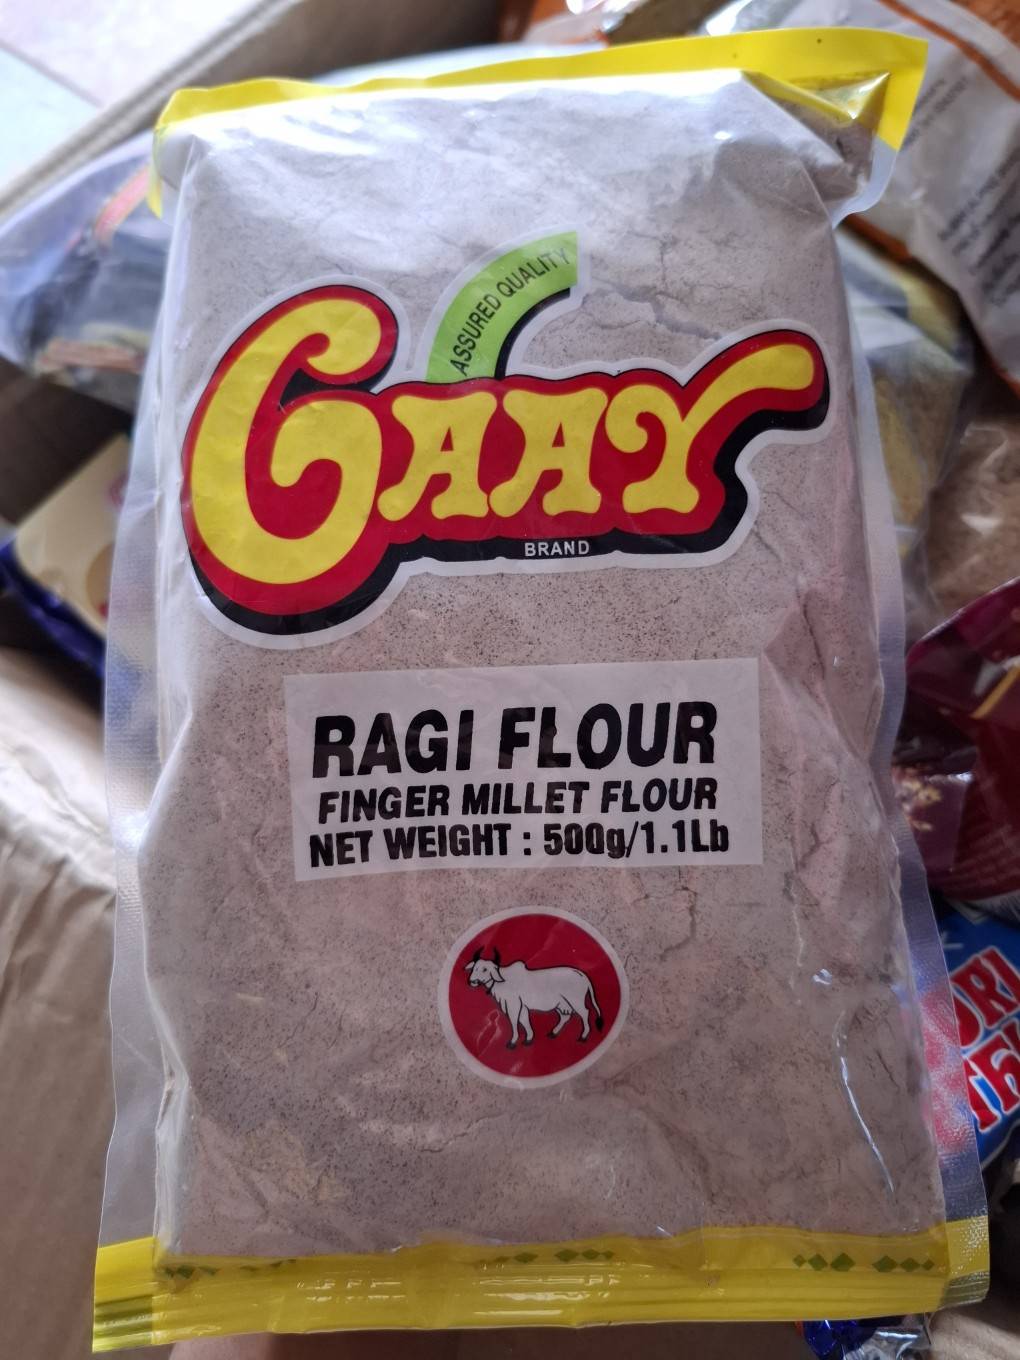 ASSURED QUALITY
GAAY
BRAND
RAGI FLOUR
FINGER MILLET FLOUR
NET WEIGHT : 500g/1.1Lb